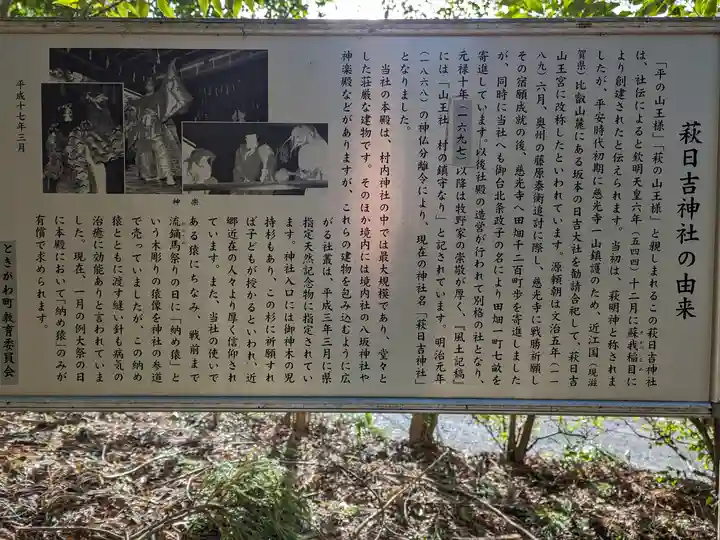 萩日吉神社の由来
「平の山王様」「萩の山王様」と親しまれるこの萩日吉神社
は、社伝によると欽明天皇六年(五四四)十二月に蘇我稲目に
より創建されたと伝えられます。当初は、萩明神と称されま
したが、平安時代初期に慈光寺一山鎮護のため、近江国(現滋
賀県)比叡山麓にある坂本の日吉大社を勧請合祀して、萩日吉
山王宮に改称したといわれています。源頼朝は文治五年(一一
八九)六月、奥州の藤原泰衡追討に際し、慈光寺に戦勝祈願し
その宿願成就の後、慈光寺へ田畑千二百町歩を寄進しました
が、同時に当社へも御台北条政子の名により田畑一町七畝を
寄進しています。以後社殿の造営が行われて別格の社となり、
元禄十年(一六九七)以降は牧野家の崇敬が厚く、『風土記稿』
には「山王社 村の鎮守なり」と記されています。明治元年
(一八六八)の神仏分離令により、現在の神社名「萩日吉神社」
となりました。
当社の本殿は、村内神社の中では最大規模であり、堂々と
した荘厳な建物です。そのほか境内には境内社の八坂神社や
神楽殿などがありますが、これらの建物を包み込むように広
がる社叢は、平成三年三月に県
指定天然記念物に指定されてい
ます。神社入口には御神木の児
持杉もあり、この杉に祈願すれ
ば子どもが授かるといわれ、近
郷近在の人々より厚く信仰され
ています。また、当社の使いで
ある猿にちなみ、戦前まで
流鏑馬祭りの日に「納め猿」と
いう木彫りの猿像を神社の参道
で売っていましたが、この納め
猿とともに渡す縫い針も病気の
治癒に効能ありと言われていま
した。現在、一月の例大祭の日
に本殿において「納め猿」のみが
有償で求められます。
神楽
平成十七年三月
ときがわ町教育委員会